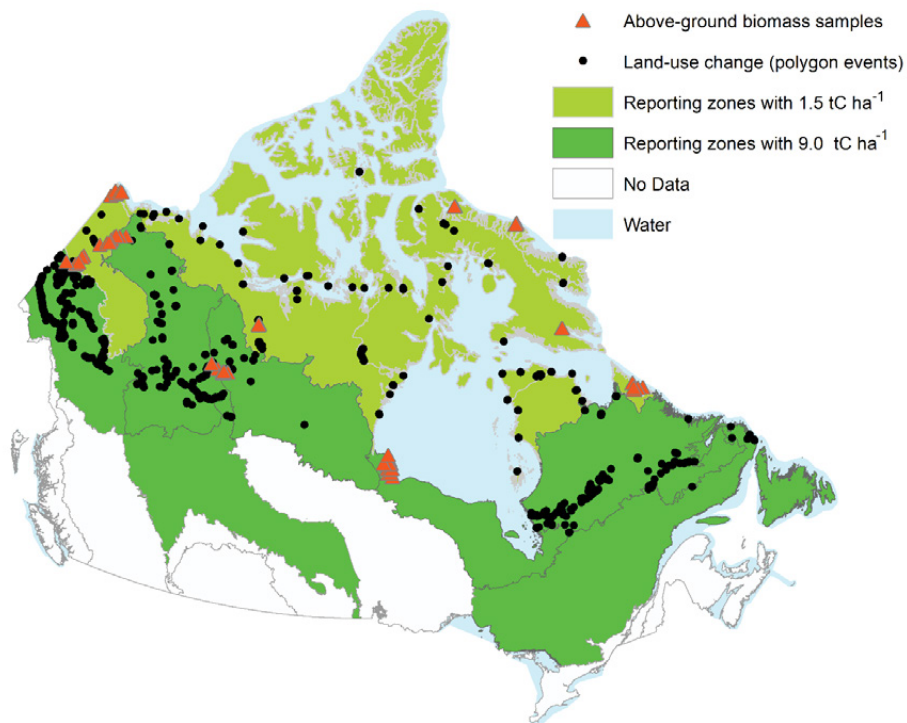 Above-ground biomass samples
Land-use change (polygon events)
Reporting zones with 1.5 tC ha⁻¹
Reporting zones with 9.0 tC ha⁻¹
No Data
Water